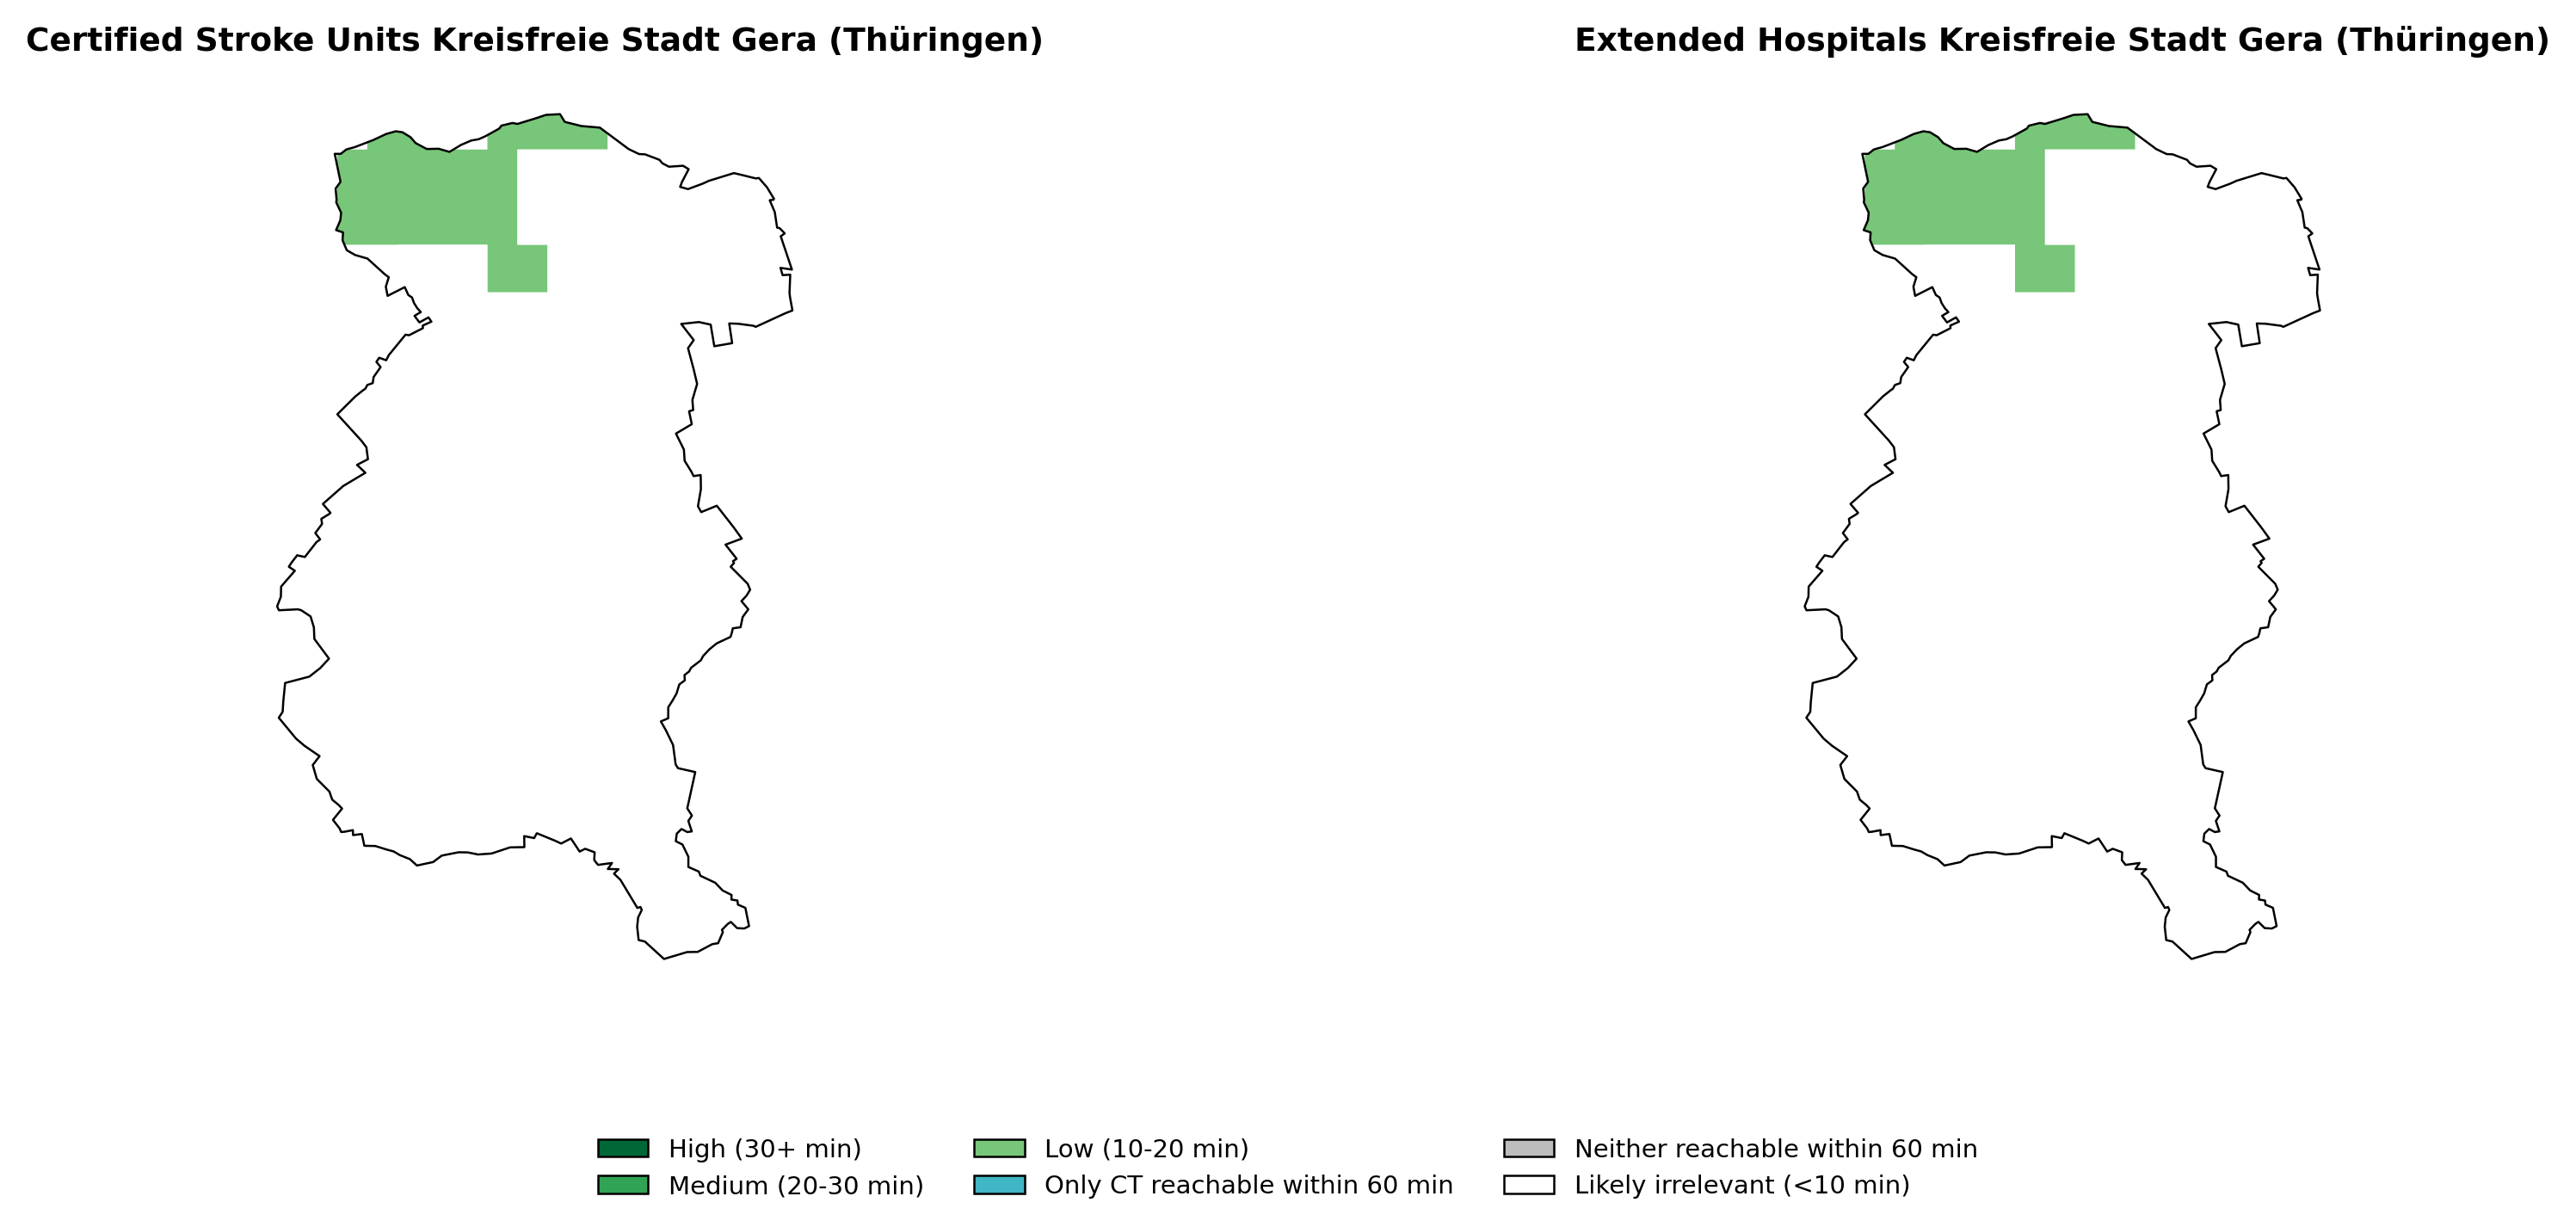 Certified Stroke Units Kreisfreie Stadt Gera (Thüringen)
Extended Hospitals Kreisfreie Stadt Gera (Thüringen)
High (30+ min)
Medium (20-30 min)
Low (10-20 min)
Only CT reachable within 60 min
Neither reachable within 60 min
Likely irrelevant (<10 min)